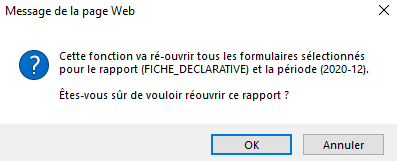 Message de la page Web
Cette fonction va ré-ouvrir tous les formulaires sélectionnés
pour le rapport (FICHE_DECLARATIVE) et la période (2020-12).
Êtes-vous sûr de vouloir réouvrir ce rapport ?
OK
Annuler